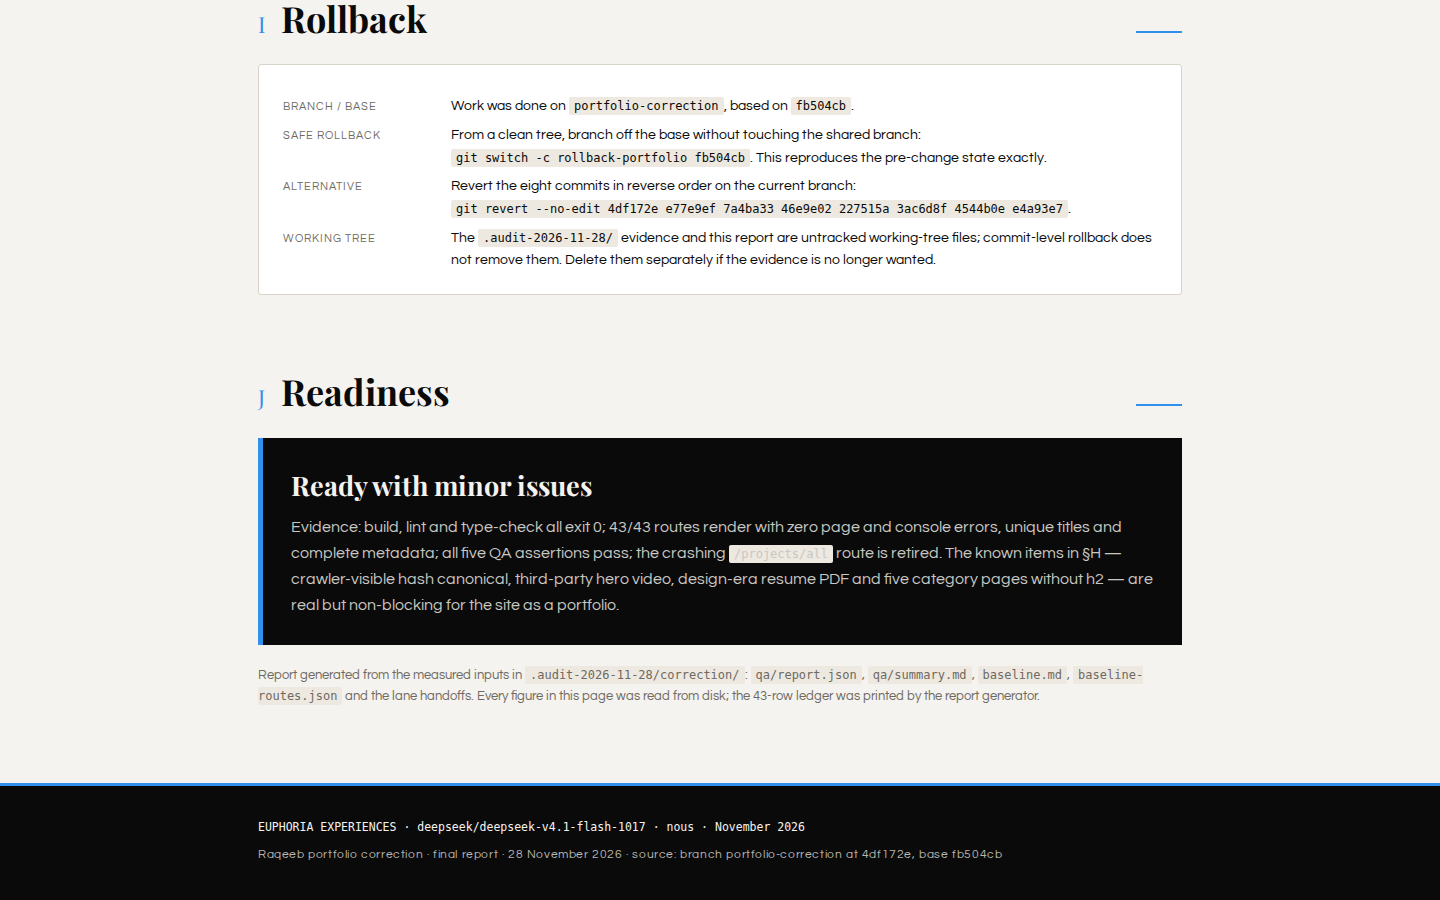 I Rollback
BRANCH / BASE Work was done on portfolio-correction, based on fb504cb.
SAFE ROLLBACK From a clean tree, branch off the base without touching the shared branch:
git switch -c rollback-portfolio fb504cb. This reproduces the pre-change state exactly.
ALTERNATIVE Revert the eight commits in reverse order on the current branch:
git revert --no-edit 4df172e e77e9ef 7a4ba33 46e9e02 227515a 3ac6d8f 4544b0e e4a93e7.
WORKING TREE The .audit-2026-11-28/ evidence and this report are untracked working-tree files; commit-level rollback does
not remove them. Delete them separately if the evidence is no longer wanted.
J Readiness
Ready with minor issues
Evidence: build, lint and type-check all exit 0; 43/43 routes render with zero page and console errors, unique titles and
complete metadata; all five QA assertions pass; the crashing /projects/all route is retired. The known items in §H —
crawler-visible hash canonical, third-party hero video, design-era resume PDF and five category pages without h2 — are
real but non-blocking for the site as a portfolio.
Report generated from the measured inputs in .audit-2026-11-28/correction/: qa/report.json, qa/summary.md, baseline.md, baseline-
routes.json and the lane handoffs. Every figure in this page was read from disk; the 43-row ledger was printed by the report generator.
EUPHORIA EXPERIENCES · deepseek/deepseek-v4.1-flash-1017 · nous · November 2026
Raqeeb portfolio correction · final report · 28 November 2026 · source: branch portfolio-correction at 4df172e, base fb504cb